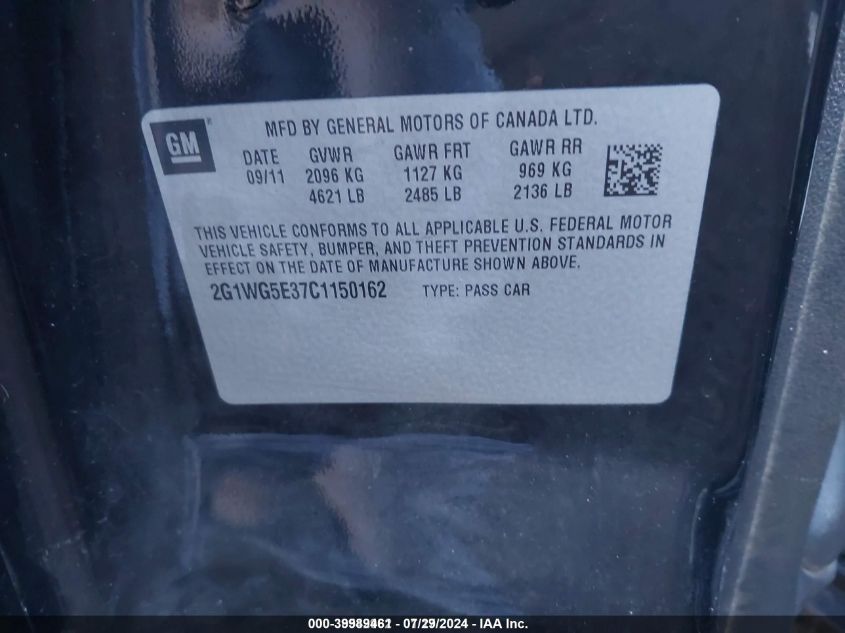 GM
MFD BY GENERAL MOTORS OF CANADA LTD.
DATE GVWR GAWR FRT GAWR RR
09/11 2096 KG 1127 KG 969 KG
4621 LB 2485 LB 2136 LB
THIS VEHICLE CONFORMS TO ALL APPLICABLE U.S. FEDERAL MOTOR
VEHICLE SAFETY, BUMPER, AND THEFT PREVENTION STANDARDS IN
EFFECT ON THE DATE OF MANUFACTURE SHOWN ABOVE.
2G1WG5E37C1150162 TYPE: PASS CAR
07/29/2024 - IAA Inc.